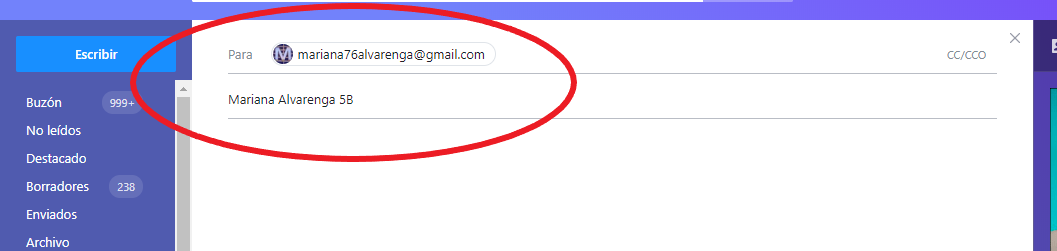 Escribir
Para mariana76alvarenga@gmail.com CC/CCO
Mariana Alvarenga 5B
Buzón 999+
No leídos
Destacado
Borradores 238
Enviados
Archivo